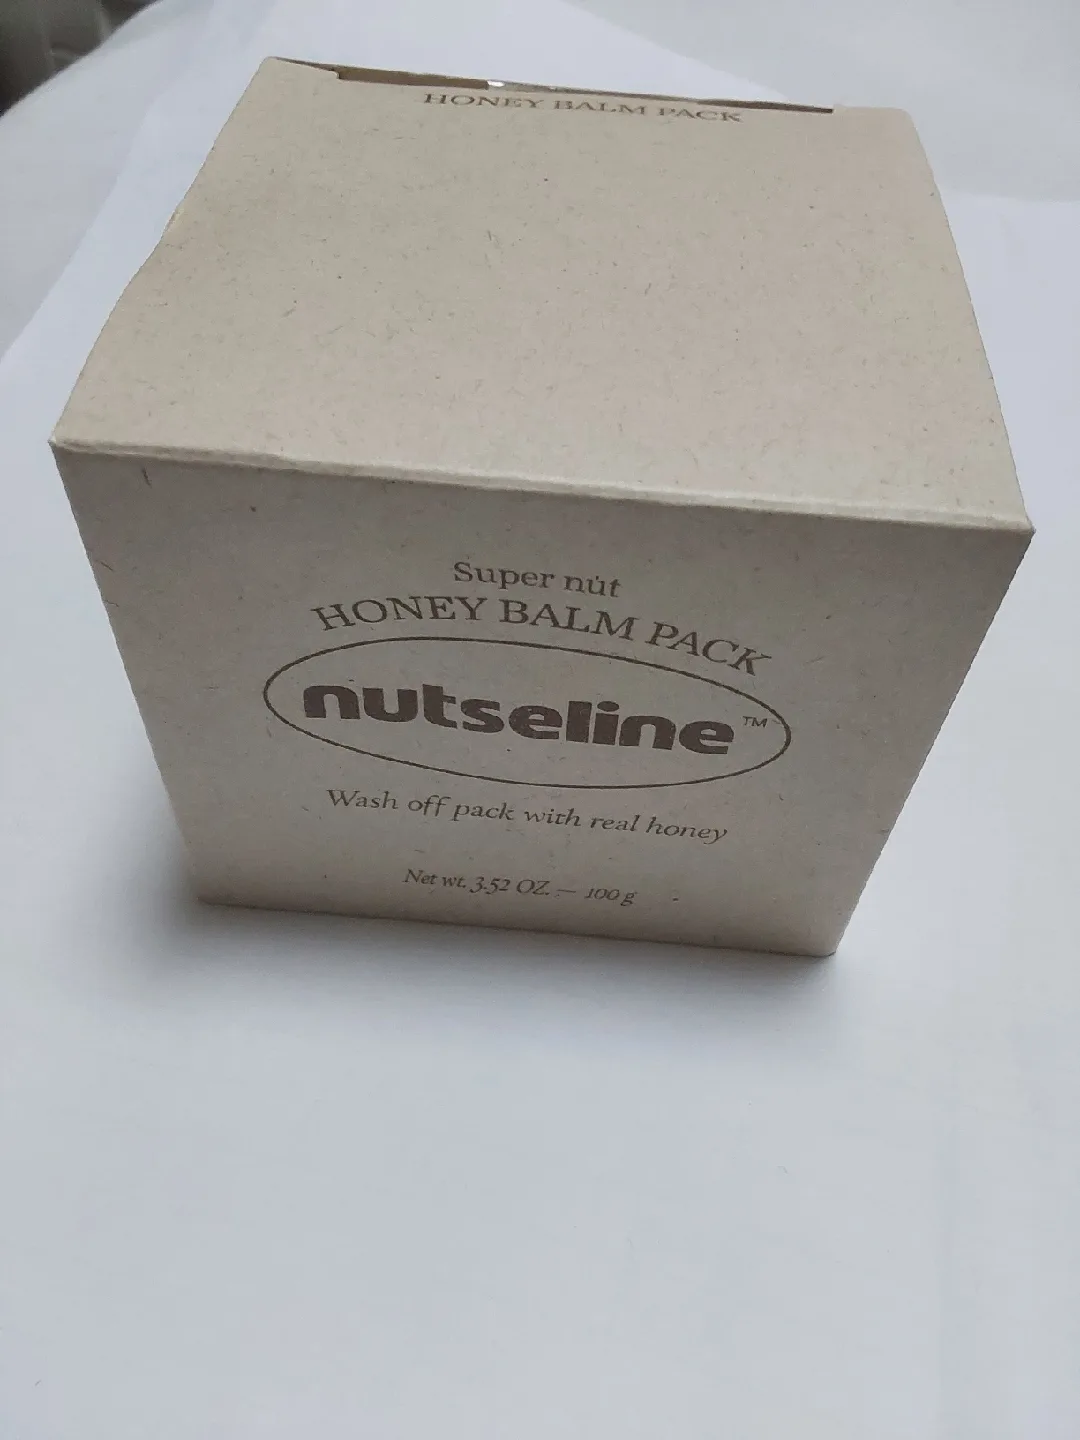 HONEY BALM PACK
Super nut
HONEY BALM PACK
nutseline™
Wash off pack with real honey
Net wt. 3.52 OZ. — 100 g